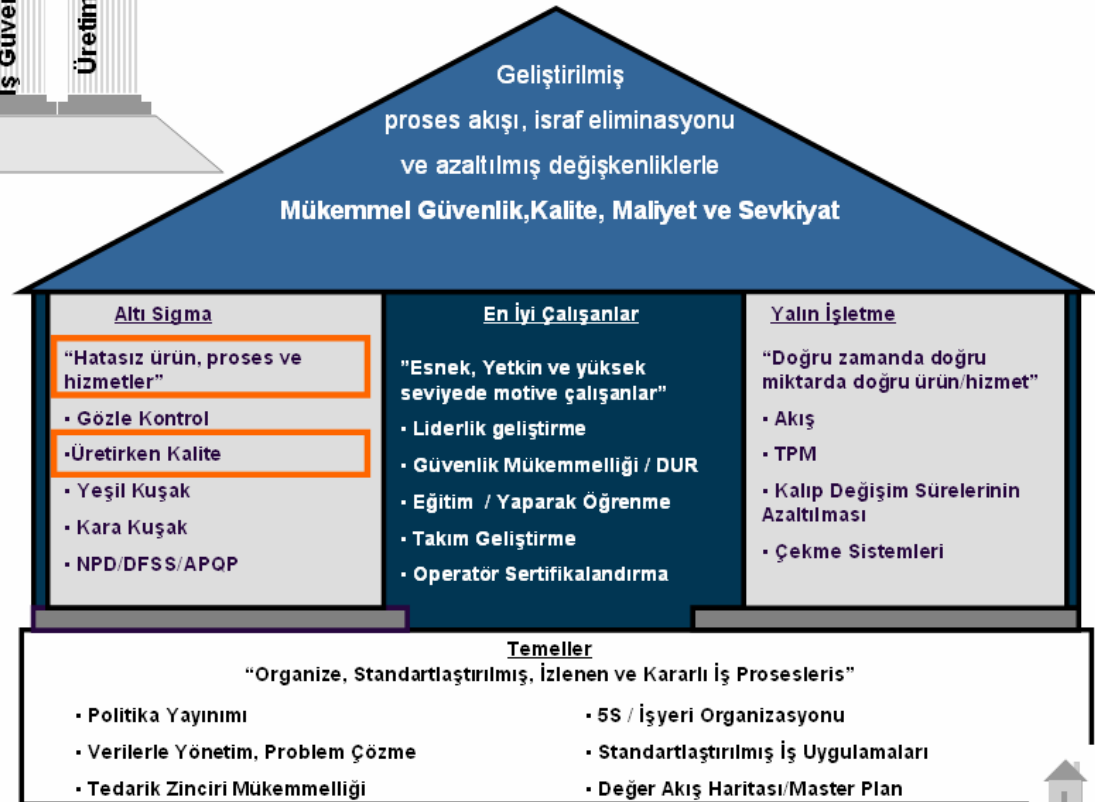 İş Güven
Üretim
Geliştirilmiş
proses akışı, israf eliminasyonu
ve azaltılmış değişkenliklerle
Mükemmel Güvenlik,Kalite, Maliyet ve Sevkiyat
Altı Sigma
“Hatasız ürün, proses ve
hizmetler”
▪ Gözle Kontrol
▪Üretirken Kalite
▪ Yeşil Kuşak
▪ Kara Kuşak
▪ NPD/DFSS/APQP
En İyi Çalışanlar
”Esnek, Yetkin ve yüksek
seviyede motive çalışanlar”
▪ Liderlik geliştirme
▪ Güvenlik Mükemmelliği / DUR
▪ Eğitim / Yaparak Öğrenme
▪ Takım Geliştirme
▪ Operatör Sertifikalandırma
Yalın İşletme
“Doğru zamanda doğru
miktarda doğru ürün/hizmet”
▪ Akış
▪ TPM
▪ Kalıp Değişim Sürelerinin
Azaltılması
▪ Çekme Sistemleri
Temeller
“Organize, Standartlaştırılmış, İzlenen ve Kararlı İş Prosesleris”
▪ Politika Yayınımı
▪ Verilerle Yönetim, Problem Çözme
▪ Tedarik Zinciri Mükemmelliği
▪ 5S / İşyeri Organizasyonu
▪ Standartlaştırılmış İş Uygulamaları
▪ Değer Akış Haritası/Master Plan